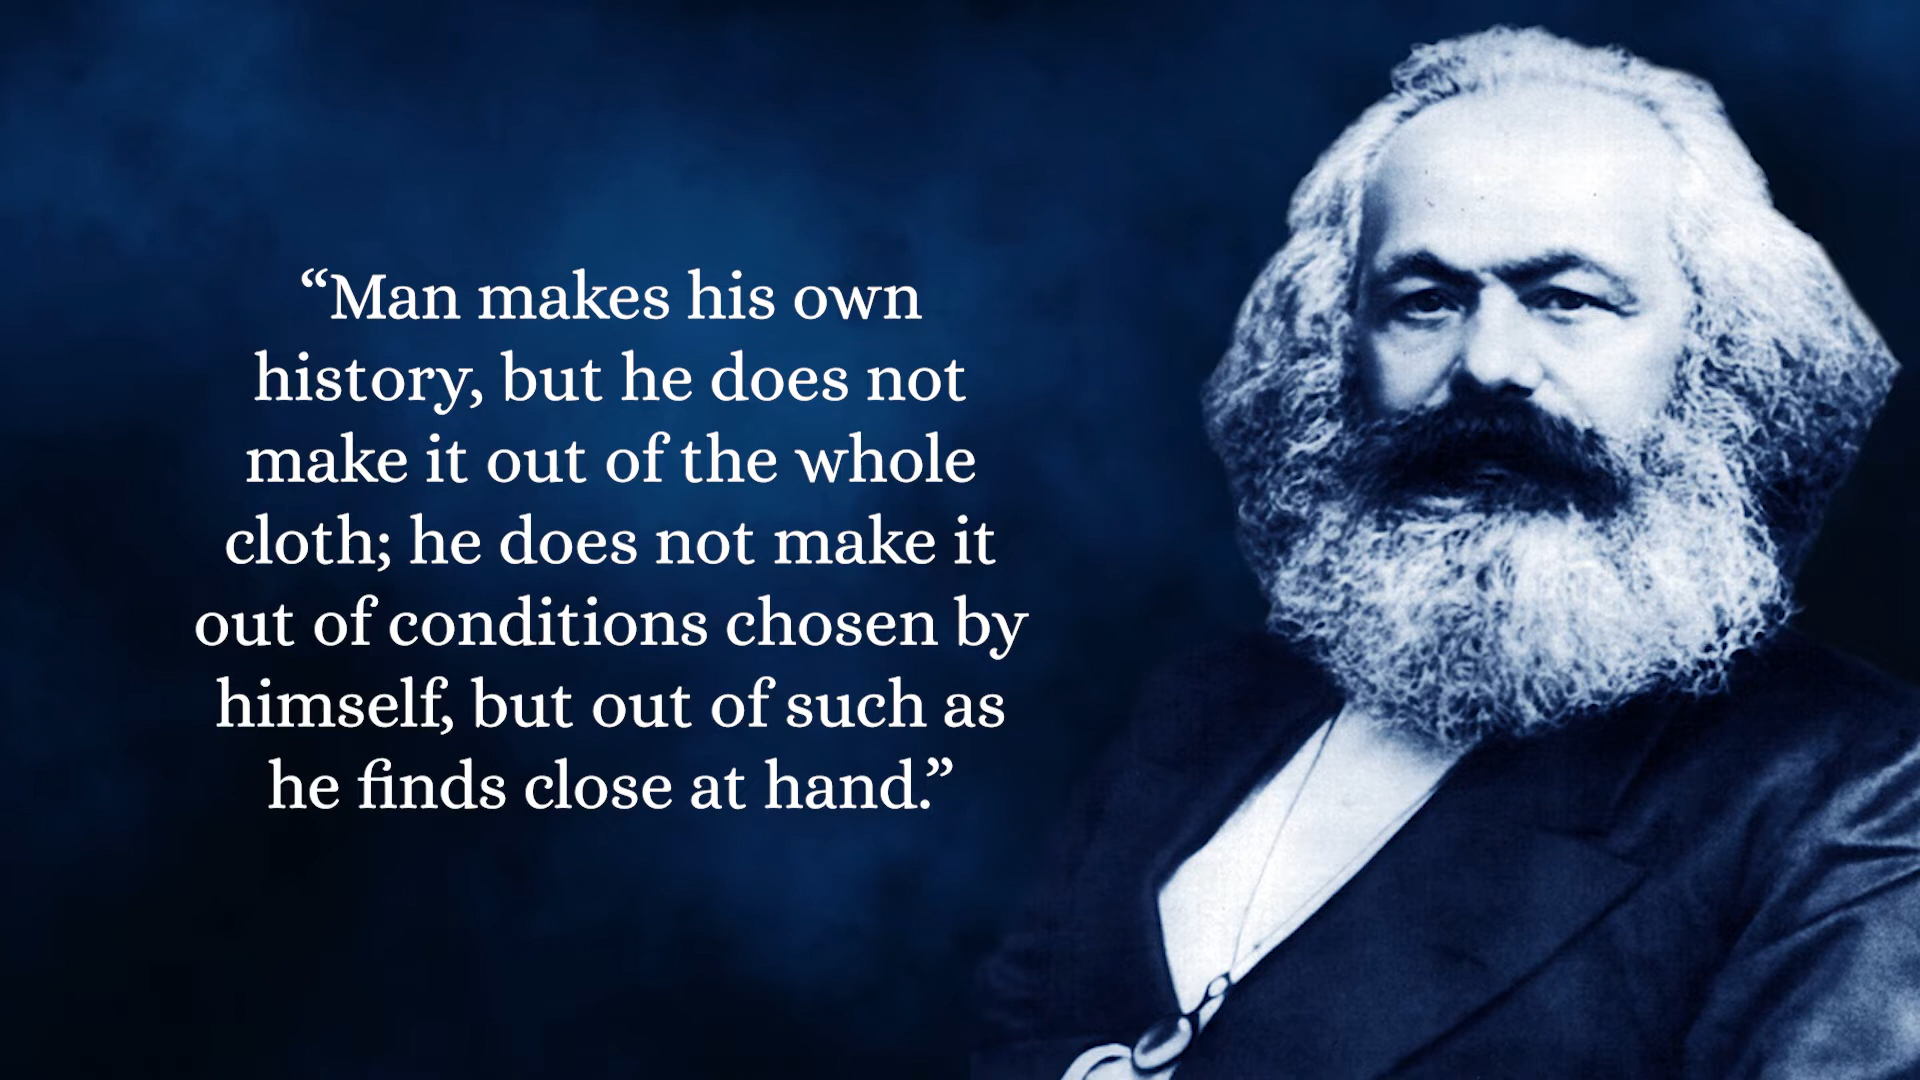 “Man makes his own
history, but he does not
make it out of the whole
cloth; he does not make it
out of conditions chosen by
himself, but out of such as
he finds close at hand.”